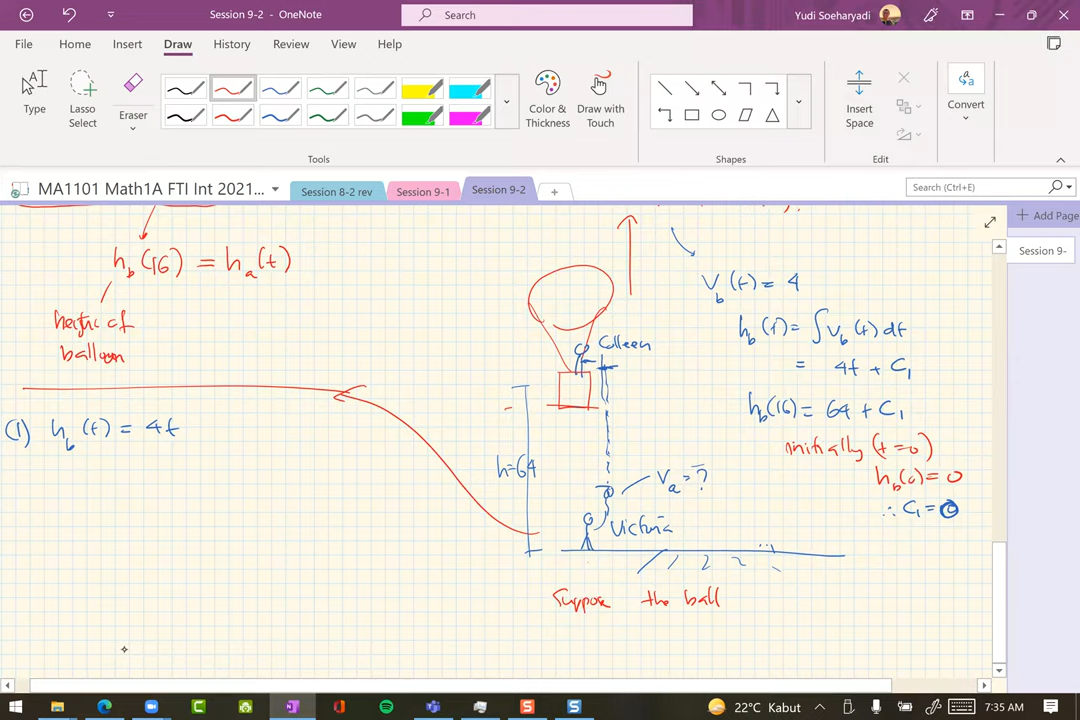 Session 9-2 - OneNote
Search
Yudi Soeharyadi
File Home Insert Draw History Review View Help
Type
Lasso Select
Eraser
Color & Thickness
Draw with Touch
Insert Space
Convert
Tools
Shapes
Edit
MA1101 Math1A FTI Int 2021...
Session 8-2 rev
Session 9-1
Session 9-2
Search (Ctrl+E)
Add Page
Session 9-
h_b(16) = h_a(t)
height of
balloon
(1) h_b(t) = 4t
Colleen
h=64
V_a = ?
Victoria
Suppose the ball
V_b(t) = 4
h_b(t) = ∫ V_b(t) dt
= 4t + C_1
h_b(16) = 64 + C_1
initially (t=0)
h_b(0) = 0
∴ C_1 = 0
22°C Kabut
7:35 AM